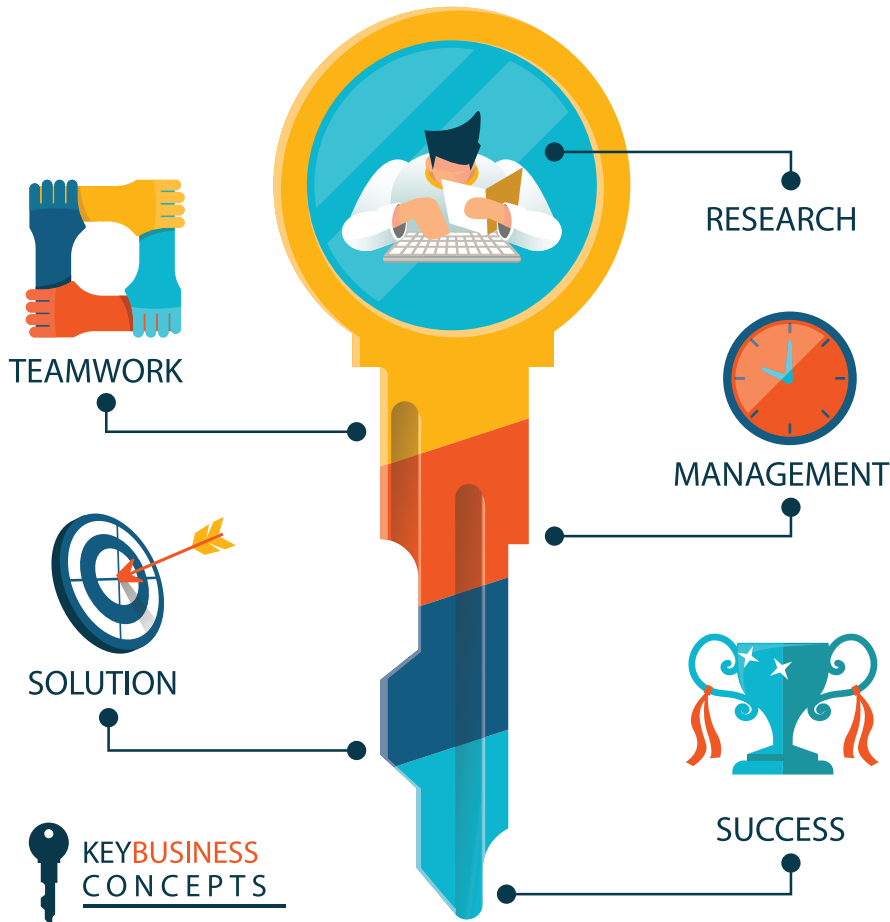 RESEARCH
TEAMWORK
MANAGEMENT
SOLUTION
SUCCESS
KEYBUSINESS
CONCEPTS